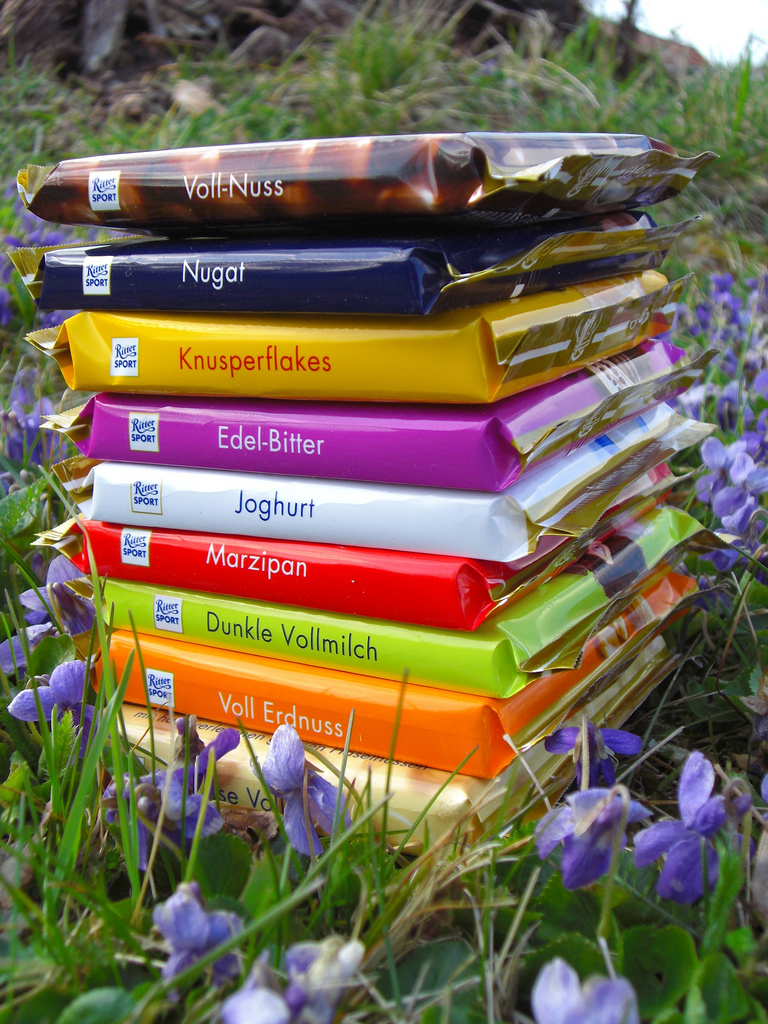 Ritter
SPORT
Voll-Nuss
Ritter
SPORT
Nugat
Ritter
SPORT
Knusperflakes
Ritter
SPORT
Edel-Bitter
Ritter
SPORT
Joghurt
Ritter
SPORT
Marzipan
Ritter
SPORT
Dunkle Vollmilch
Ritter
SPORT
Voll Erdnuss